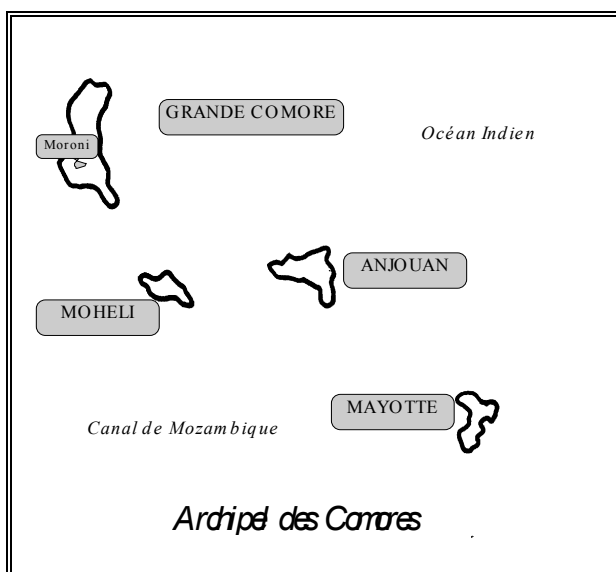 GRANDE COMORE
Océan Indien
Moroni
ANJOUAN
MOHELI
MAYOTTE
Canal de Mozambique
Archipel des Comores